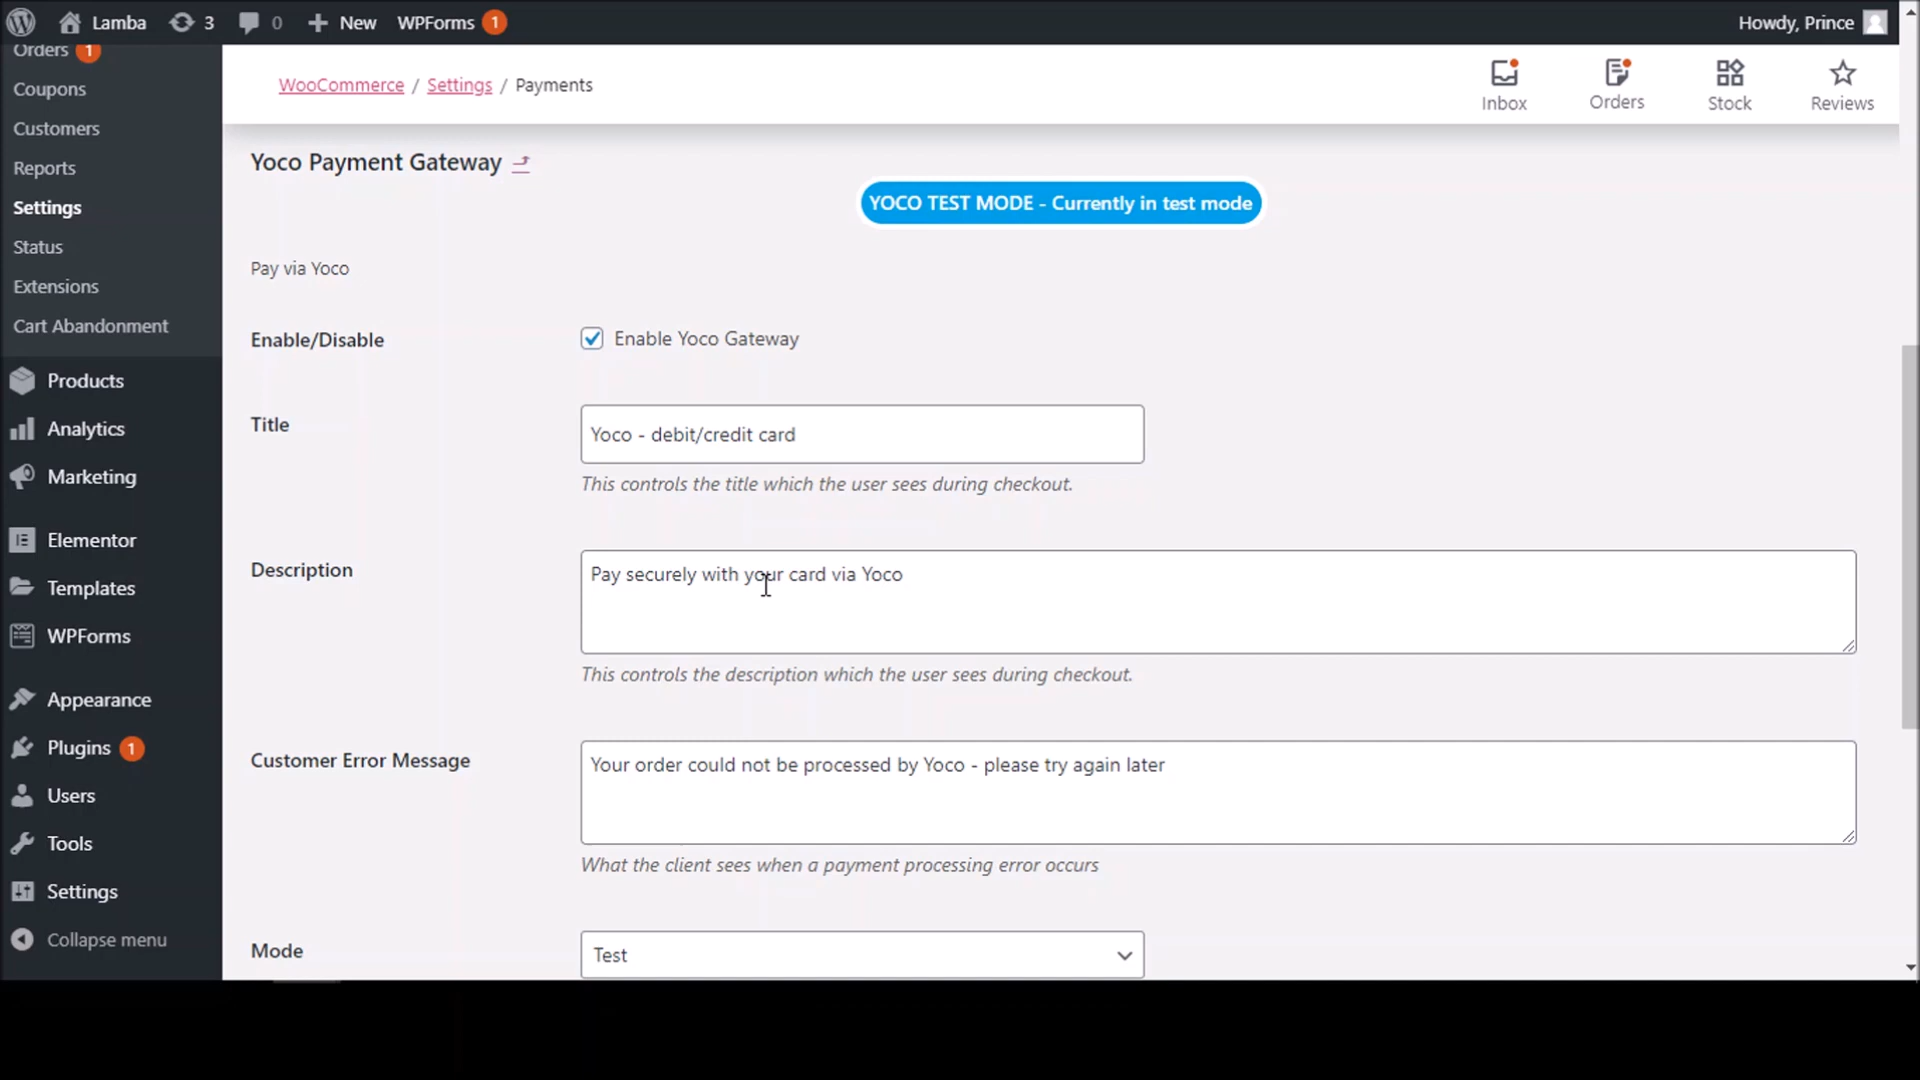 Lamba 3 0 New WPForms 1 Howdy, Prince
Orders 1
Coupons
Customers
Reports
Settings
Status
Extensions
Cart Abandonment
Products
Analytics
Marketing
Elementor
Templates
WPForms
Appearance
Plugins 1
Users
Tools
Settings
Collapse menu
WooCommerce / Settings / Payments
Inbox
Orders
Stock
Reviews
Yoco Payment Gateway
YOCO TEST MODE - Currently in test mode
Pay via Yoco
Enable/Disable
Enable Yoco Gateway
Title
Yoco - debit/credit card
This controls the title which the user sees during checkout.
Description
Pay securely with your card via Yoco
This controls the description which the user sees during checkout.
Customer Error Message
Your order could not be processed by Yoco - please try again later
What the client sees when a payment processing error occurs
Mode
Test